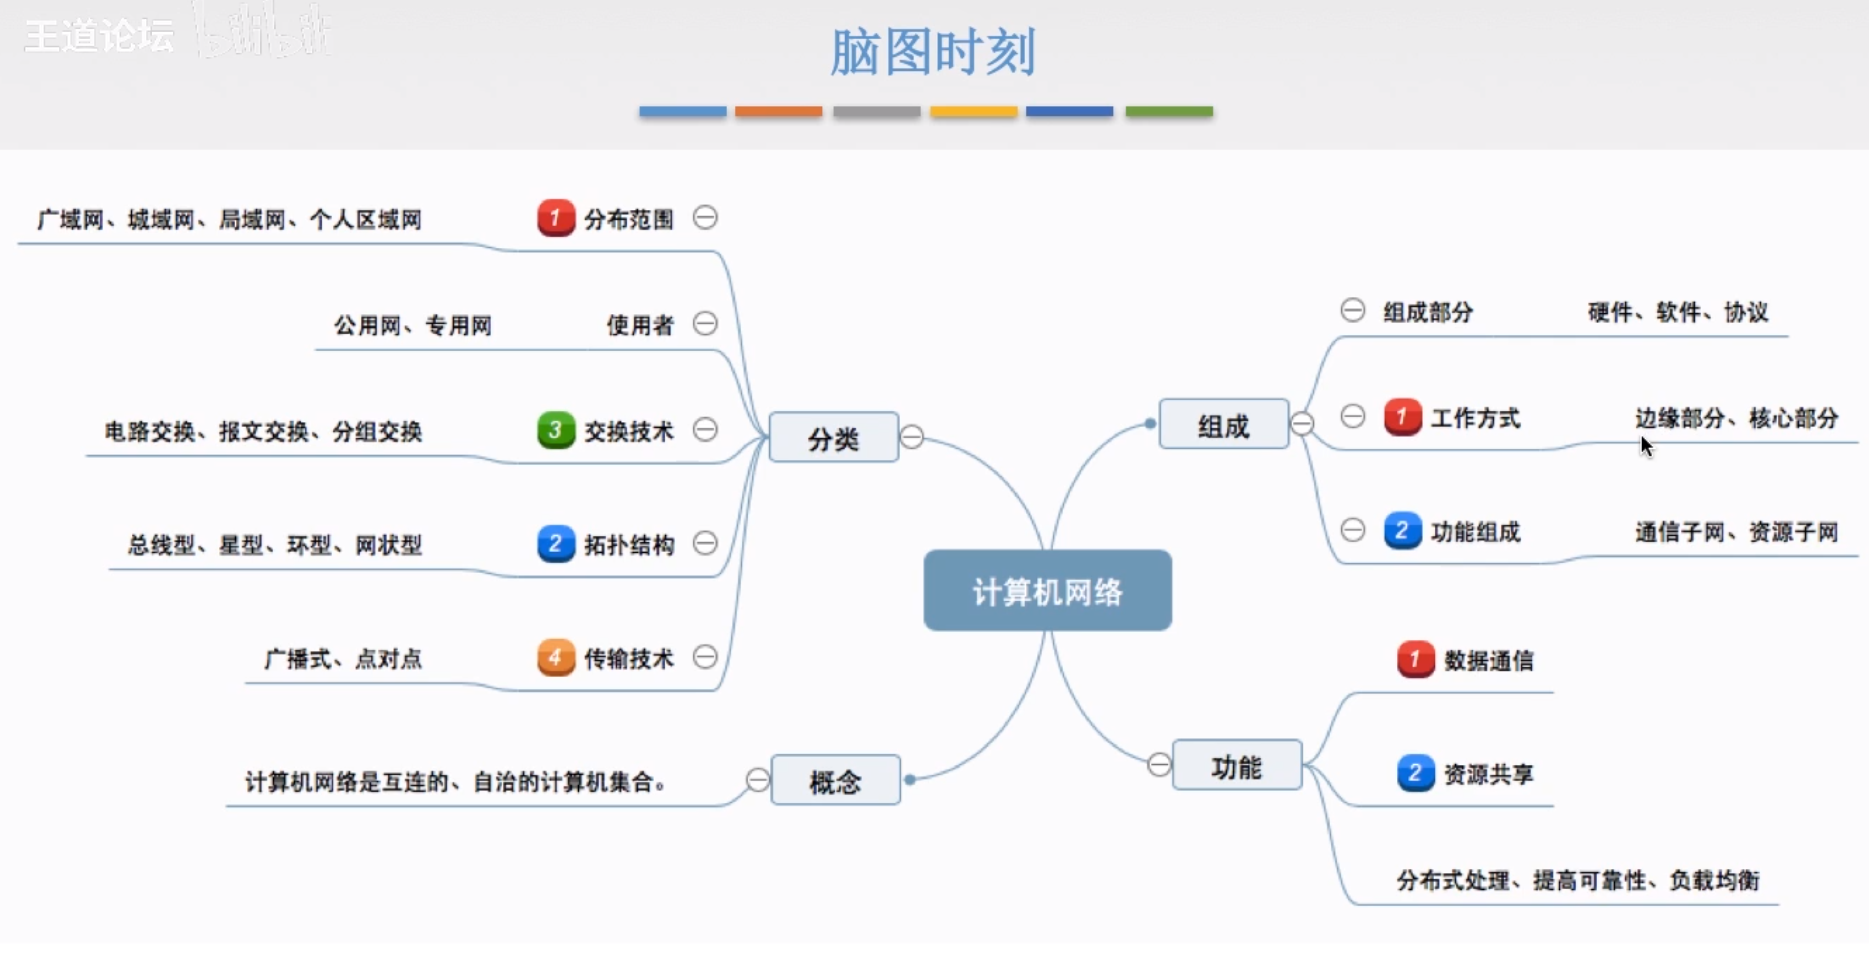 王道论坛 bilibili
脑图时刻
广域网、城域网、局域网、个人区域网 1 分布范围
公用网、专用网 使用者
电路交换、报文交换、分组交换 3 交换技术
总线型、星型、环型、网状型 2 拓扑结构
广播式、点对点 4 传输技术
分类
计算机网络是互连的、自治的计算机集合。
概念
计算机网络
组成
组成部分 硬件、软件、协议
1 工作方式 边缘部分、核心部分
2 功能组成 通信子网、资源子网
功能
1 数据通信
2 资源共享
分布式处理、提高可靠性、负载均衡